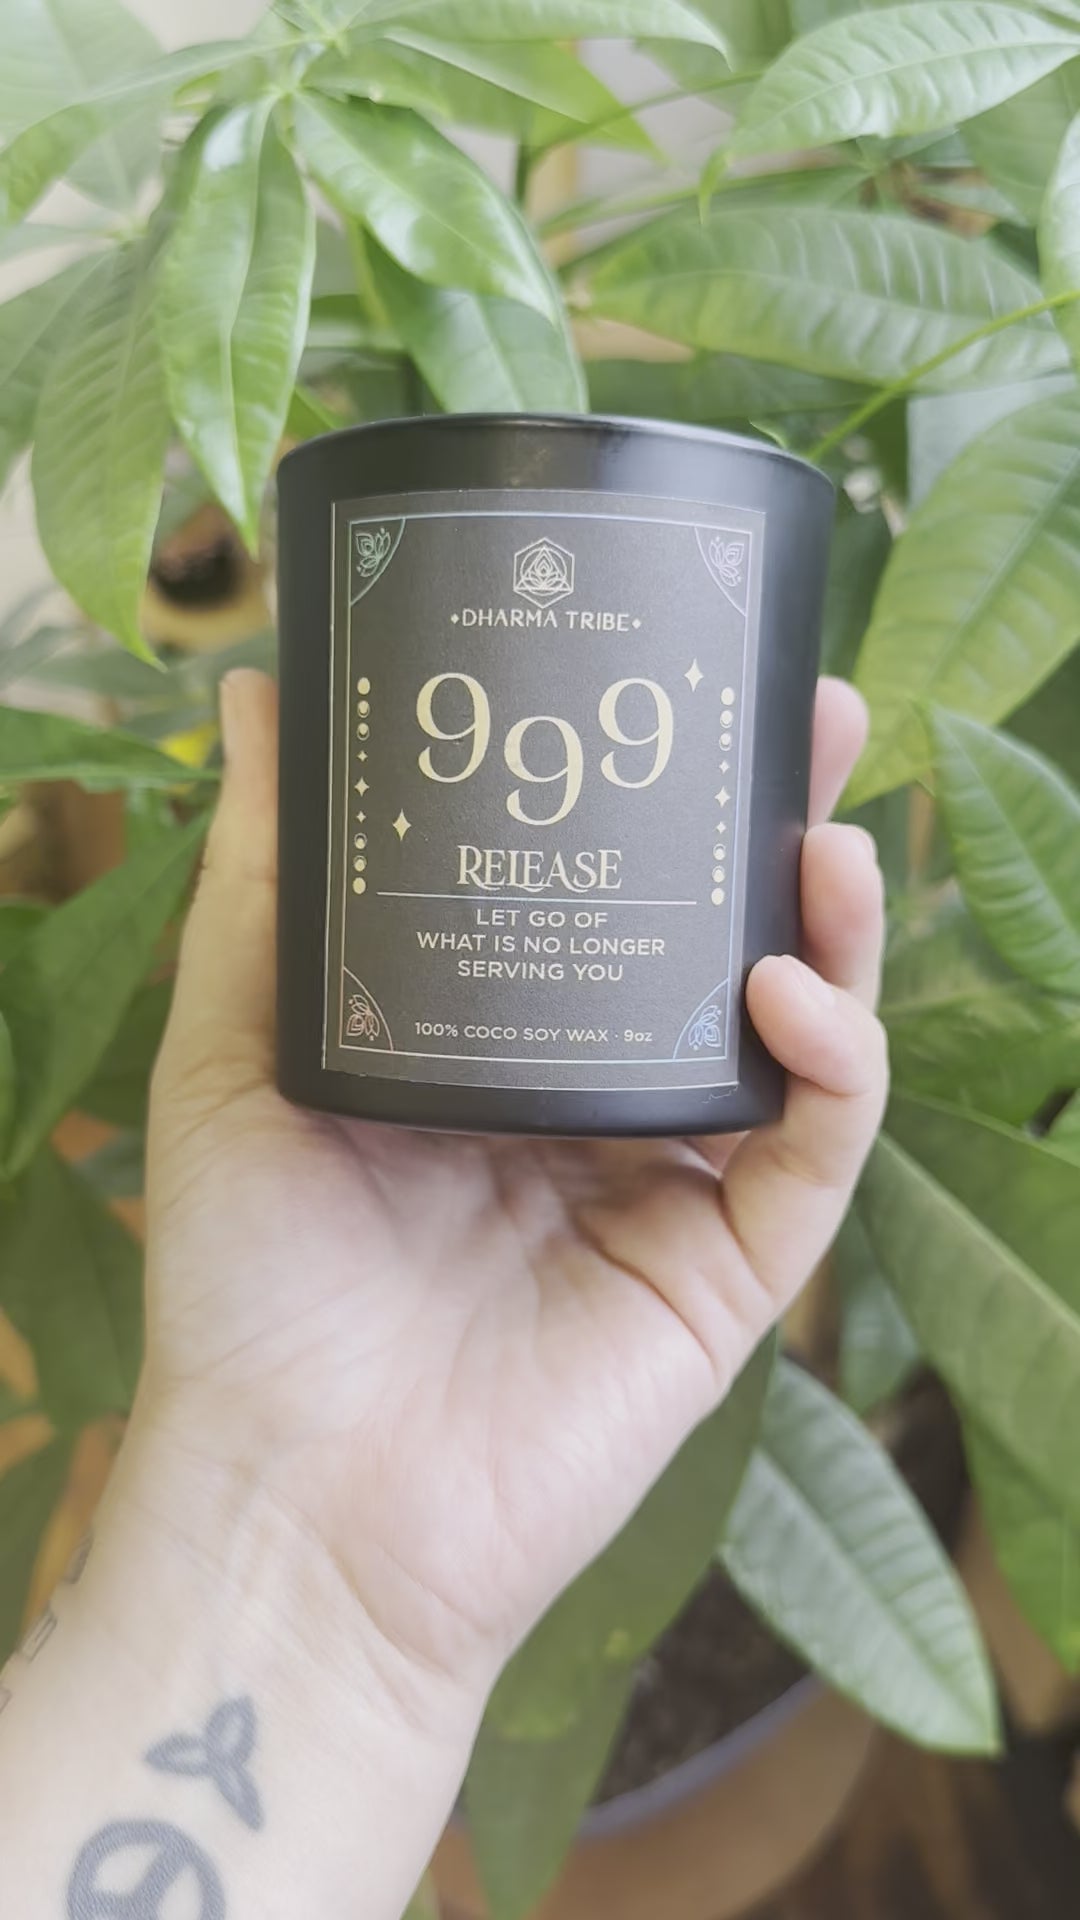 DHARMA TRIBE
999
RELEASE
LET GO OF
WHAT IS NO LONGER
SERVING YOU
100% COCO SOY WAX · 9oz